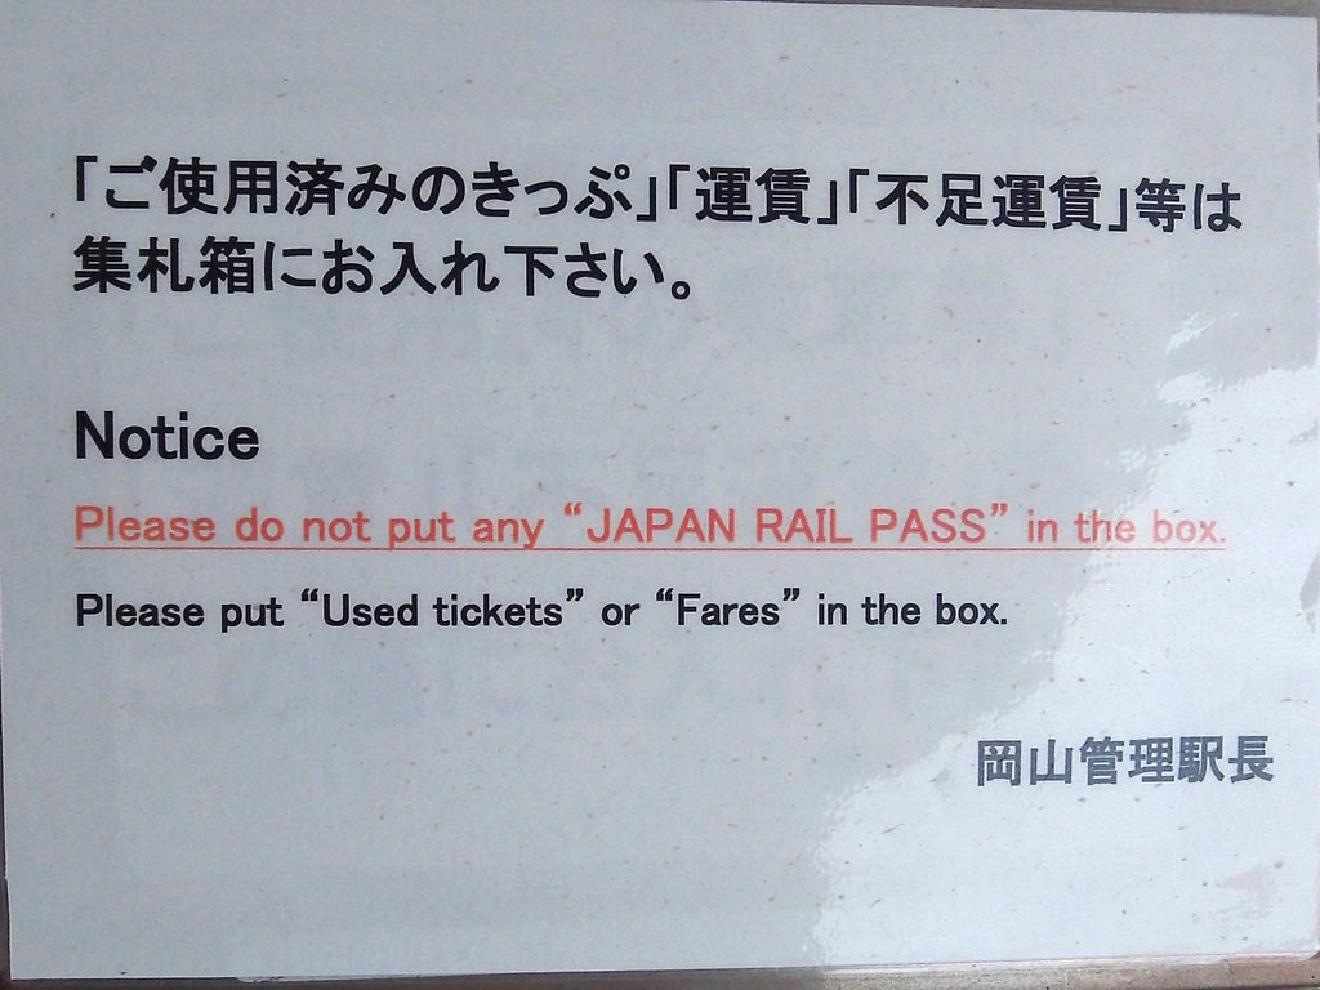 「ご使用済みのきっぷ」「運賃」「不足運賃」等は
集札箱にお入れ下さい。
Notice
Please do not put any “JAPAN RAIL PASS” in the box.
Please put “Used tickets” or “Fares” in the box.
岡山管理駅長